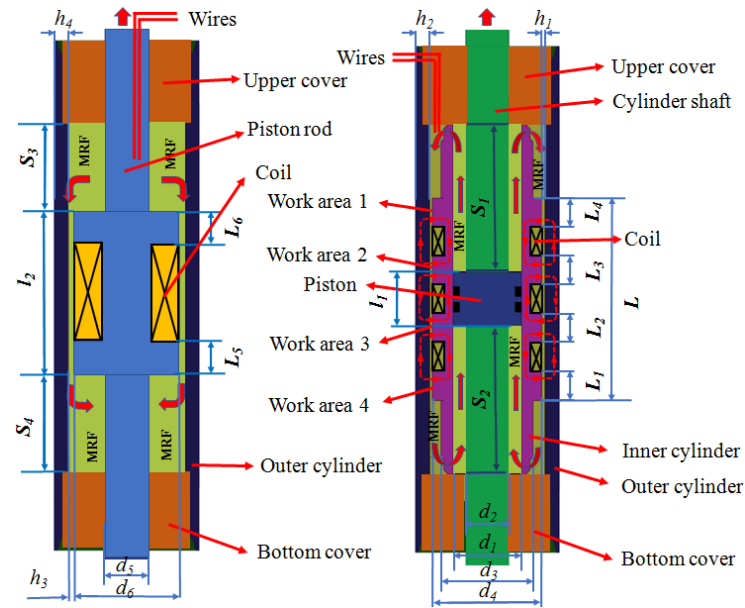 h4
Wires
Upper cover
Piston rod
Coil
MRF
MRF
S3
L6
l2
L5
S4
MRF
MRF
Outer cylinder
Bottom cover
d5
h3
d6
h2
h1
Wires
Upper cover
Cylinder shaft
MRF
S1
L4
Work area 1
MRF
Coil
Work area 2
L3
Piston
l1
L
L2
Work area 3
MRF
S2
L1
Work area 4
MRF
Inner cylinder
Outer cylinder
d2
d1
Bottom cover
d3
d4